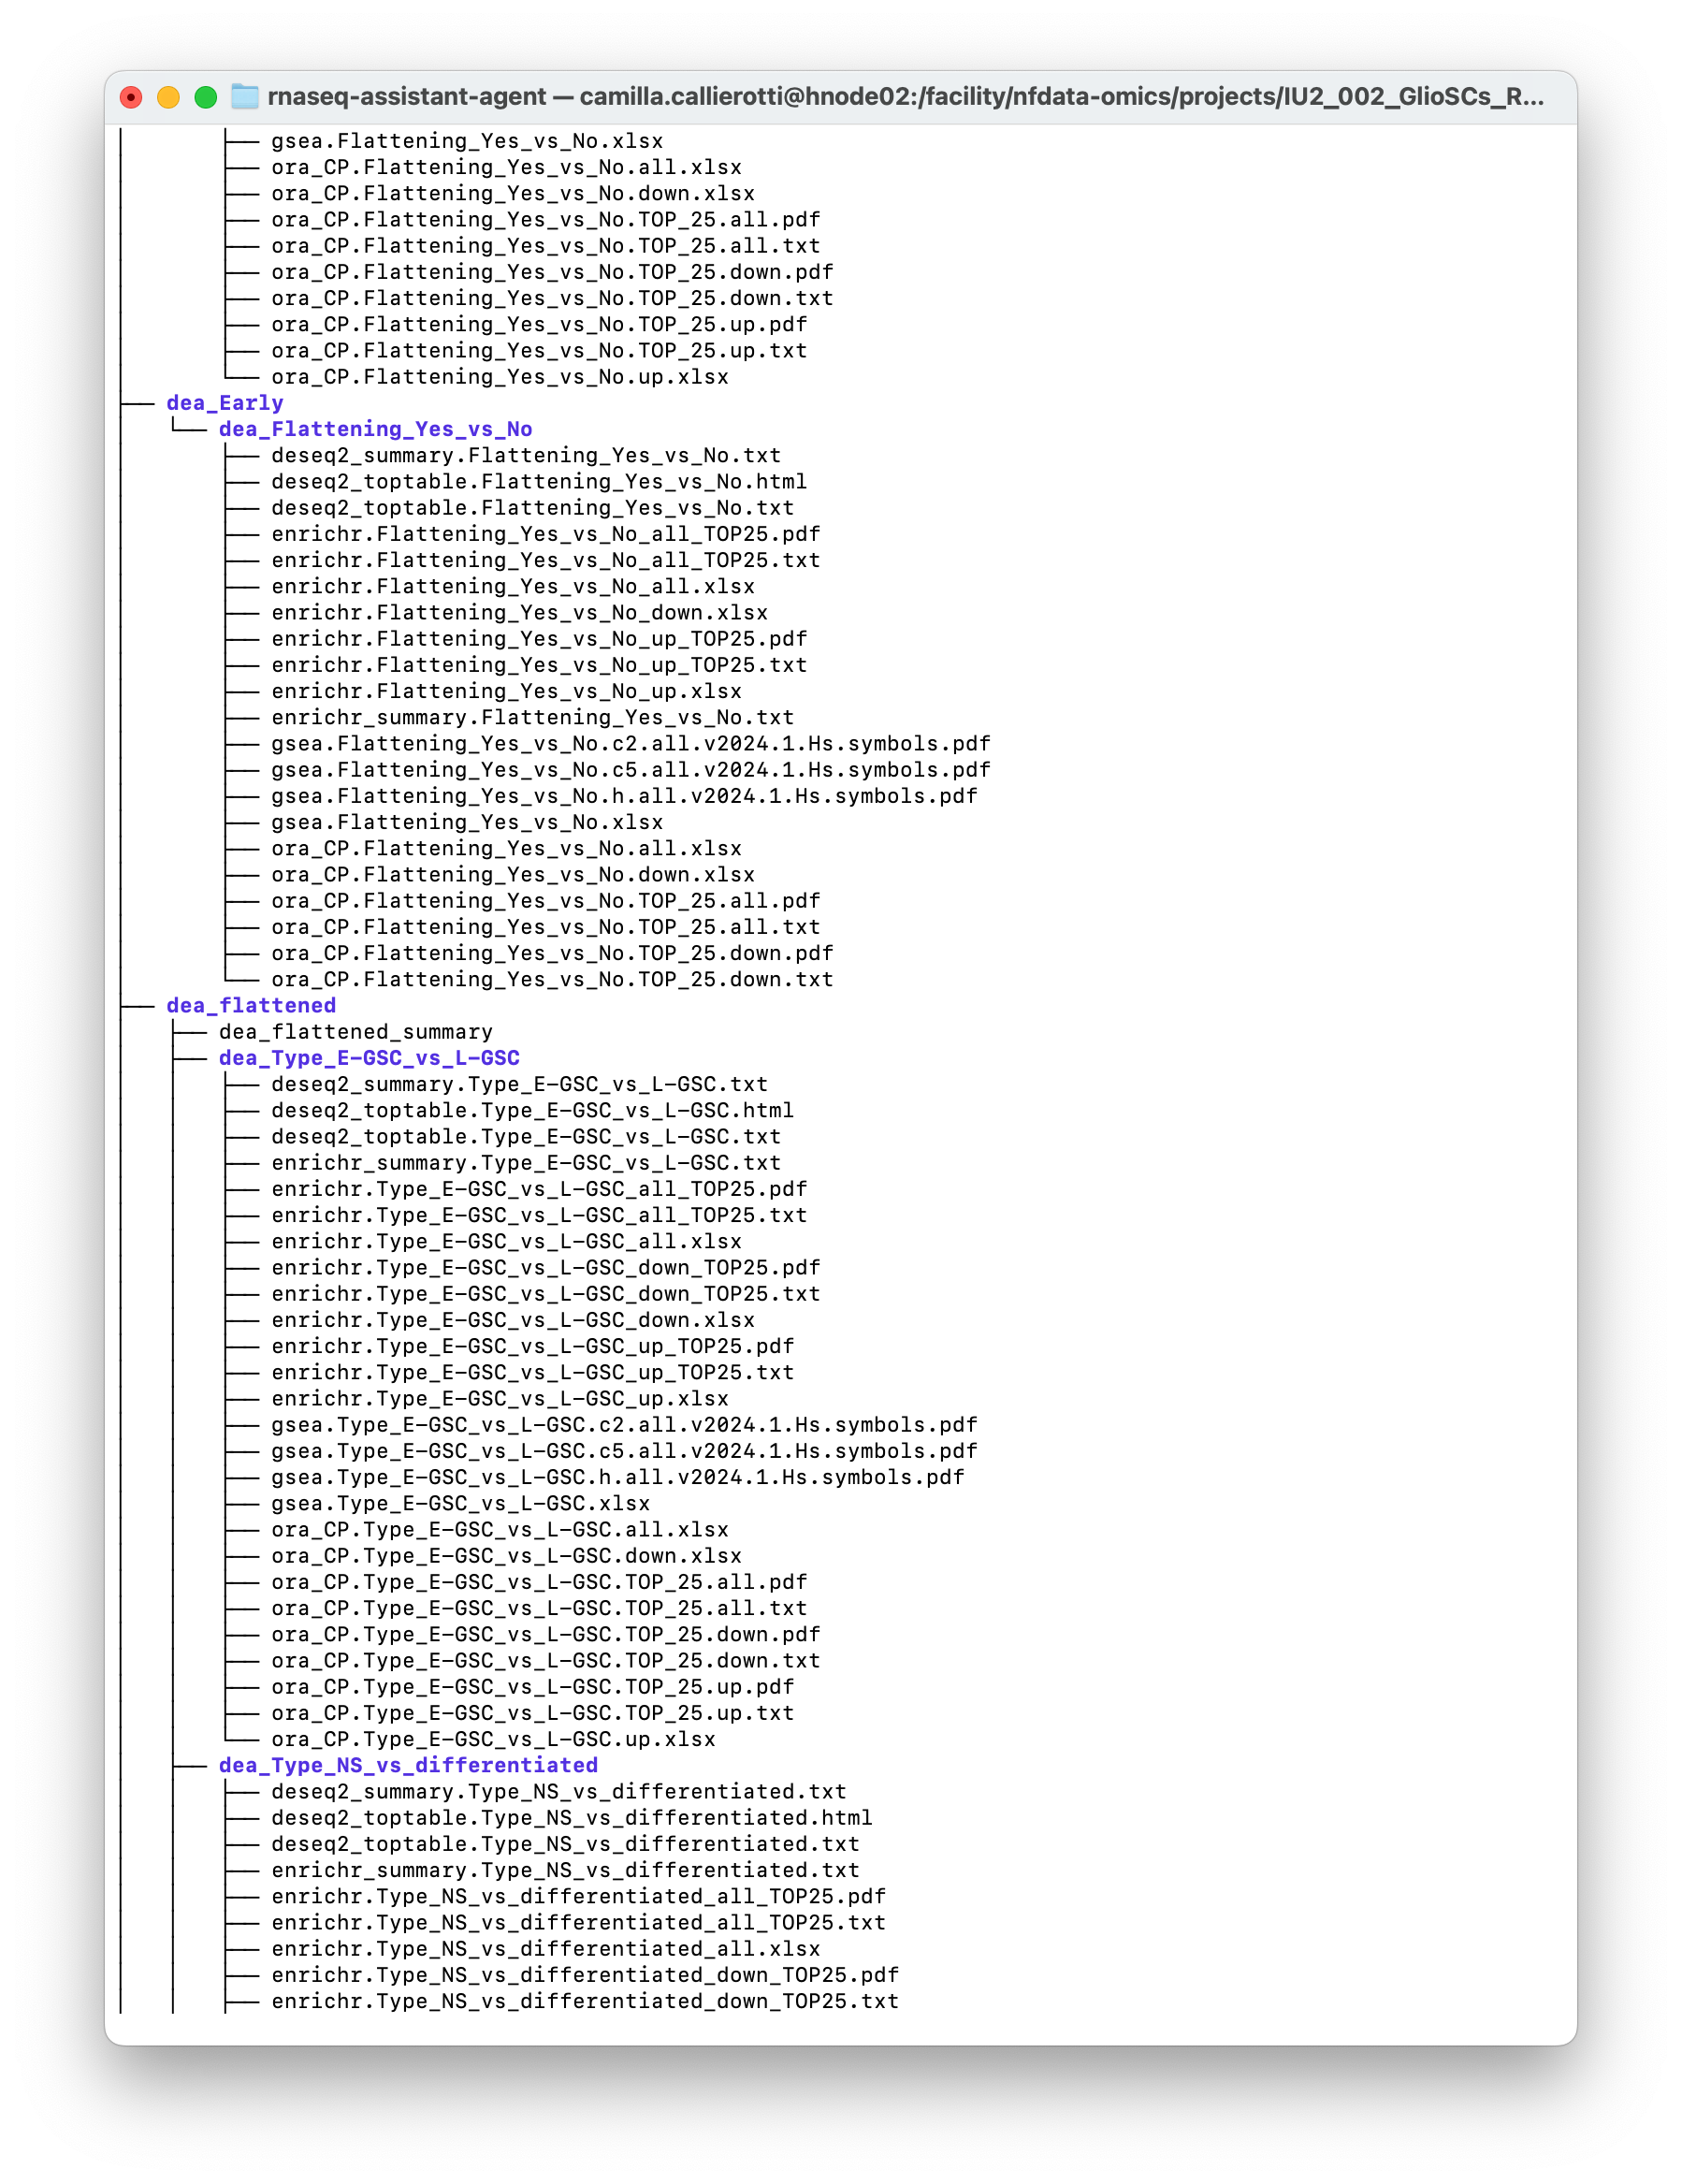 rnaseq-assistant-agent — camilla.callierotti@hnode02:/facility/nfdata-omics/projects/IU2_002_GlioSCs_R...
│       ├── gsea.Flattening_Yes_vs_No.xlsx
│       ├── ora_CP.Flattening_Yes_vs_No.all.xlsx
│       ├── ora_CP.Flattening_Yes_vs_No.down.xlsx
│       ├── ora_CP.Flattening_Yes_vs_No.TOP_25.all.pdf
│       ├── ora_CP.Flattening_Yes_vs_No.TOP_25.all.txt
│       ├── ora_CP.Flattening_Yes_vs_No.TOP_25.down.pdf
│       ├── ora_CP.Flattening_Yes_vs_No.TOP_25.down.txt
│       ├── ora_CP.Flattening_Yes_vs_No.TOP_25.up.pdf
│       ├── ora_CP.Flattening_Yes_vs_No.TOP_25.up.txt
│       └── ora_CP.Flattening_Yes_vs_No.up.xlsx
├── dea_Early
│   └── dea_Flattening_Yes_vs_No
│       ├── deseq2_summary.Flattening_Yes_vs_No.txt
│       ├── deseq2_toptable.Flattening_Yes_vs_No.html
│       ├── deseq2_toptable.Flattening_Yes_vs_No.txt
│       ├── enrichr.Flattening_Yes_vs_No_all_TOP25.pdf
│       ├── enrichr.Flattening_Yes_vs_No_all_TOP25.txt
│       ├── enrichr.Flattening_Yes_vs_No_all.xlsx
│       ├── enrichr.Flattening_Yes_vs_No_down.xlsx
│       ├── enrichr.Flattening_Yes_vs_No_up_TOP25.pdf
│       ├── enrichr.Flattening_Yes_vs_No_up_TOP25.txt
│       ├── enrichr.Flattening_Yes_vs_No_up.xlsx
│       ├── enrichr_summary.Flattening_Yes_vs_No.txt
│       ├── gsea.Flattening_Yes_vs_No.c2.all.v2024.1.Hs.symbols.pdf
│       ├── gsea.Flattening_Yes_vs_No.c5.all.v2024.1.Hs.symbols.pdf
│       ├── gsea.Flattening_Yes_vs_No.h.all.v2024.1.Hs.symbols.pdf
│       ├── gsea.Flattening_Yes_vs_No.xlsx
│       ├── ora_CP.Flattening_Yes_vs_No.all.xlsx
│       ├── ora_CP.Flattening_Yes_vs_No.down.xlsx
│       ├── ora_CP.Flattening_Yes_vs_No.TOP_25.all.pdf
│       ├── ora_CP.Flattening_Yes_vs_No.TOP_25.all.txt
│       ├── ora_CP.Flattening_Yes_vs_No.TOP_25.down.pdf
│       └── ora_CP.Flattening_Yes_vs_No.TOP_25.down.txt
├── dea_flattened
│   ├── dea_flattened_summary
│   ├── dea_Type_E-GSC_vs_L-GSC
│   │   ├── deseq2_summary.Type_E-GSC_vs_L-GSC.txt
│   │   ├── deseq2_toptable.Type_E-GSC_vs_L-GSC.html
│   │   ├── deseq2_toptable.Type_E-GSC_vs_L-GSC.txt
│   │   ├── enrichr_summary.Type_E-GSC_vs_L-GSC.txt
│   │   ├── enrichr.Type_E-GSC_vs_L-GSC_all_TOP25.pdf
│   │   ├── enrichr.Type_E-GSC_vs_L-GSC_all_TOP25.txt
│   │   ├── enrichr.Type_E-GSC_vs_L-GSC_all.xlsx
│   │   ├── enrichr.Type_E-GSC_vs_L-GSC_down_TOP25.pdf
│   │   ├── enrichr.Type_E-GSC_vs_L-GSC_down_TOP25.txt
│   │   ├── enrichr.Type_E-GSC_vs_L-GSC_down.xlsx
│   │   ├── enrichr.Type_E-GSC_vs_L-GSC_up_TOP25.pdf
│   │   ├── enrichr.Type_E-GSC_vs_L-GSC_up_TOP25.txt
│   │   ├── enrichr.Type_E-GSC_vs_L-GSC_up.xlsx
│   │   ├── gsea.Type_E-GSC_vs_L-GSC.c2.all.v2024.1.Hs.symbols.pdf
│   │   ├── gsea.Type_E-GSC_vs_L-GSC.c5.all.v2024.1.Hs.symbols.pdf
│   │   ├── gsea.Type_E-GSC_vs_L-GSC.h.all.v2024.1.Hs.symbols.pdf
│   │   ├── gsea.Type_E-GSC_vs_L-GSC.xlsx
│   │   ├── ora_CP.Type_E-GSC_vs_L-GSC.all.xlsx
│   │   ├── ora_CP.Type_E-GSC_vs_L-GSC.down.xlsx
│   │   ├── ora_CP.Type_E-GSC_vs_L-GSC.TOP_25.all.pdf
│   │   ├── ora_CP.Type_E-GSC_vs_L-GSC.TOP_25.all.txt
│   │   ├── ora_CP.Type_E-GSC_vs_L-GSC.TOP_25.down.pdf
│   │   ├── ora_CP.Type_E-GSC_vs_L-GSC.TOP_25.down.txt
│   │   ├── ora_CP.Type_E-GSC_vs_L-GSC.TOP_25.up.pdf
│   │   ├── ora_CP.Type_E-GSC_vs_L-GSC.TOP_25.up.txt
│   │   └── ora_CP.Type_E-GSC_vs_L-GSC.up.xlsx
│   ├── dea_Type_NS_vs_differentiated
│   │   ├── deseq2_summary.Type_NS_vs_differentiated.txt
│   │   ├── deseq2_toptable.Type_NS_vs_differentiated.html
│   │   ├── deseq2_toptable.Type_NS_vs_differentiated.txt
│   │   ├── enrichr_summary.Type_NS_vs_differentiated.txt
│   │   ├── enrichr.Type_NS_vs_differentiated_all_TOP25.pdf
│   │   ├── enrichr.Type_NS_vs_differentiated_all_TOP25.txt
│   │   ├── enrichr.Type_NS_vs_differentiated_all.xlsx
│   │   ├── enrichr.Type_NS_vs_differentiated_down_TOP25.pdf
│   │   ├── enrichr.Type_NS_vs_differentiated_down_TOP25.txt